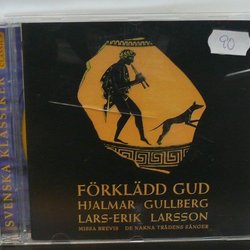 SVENSKA KLASSIKER
90
FÖRKLÄDD GUD
HJALMAR GULLBERG
LARS-ERIK LARSSON
MISSA BREVIS DE NAKNA TRÄDENS SÅNGER